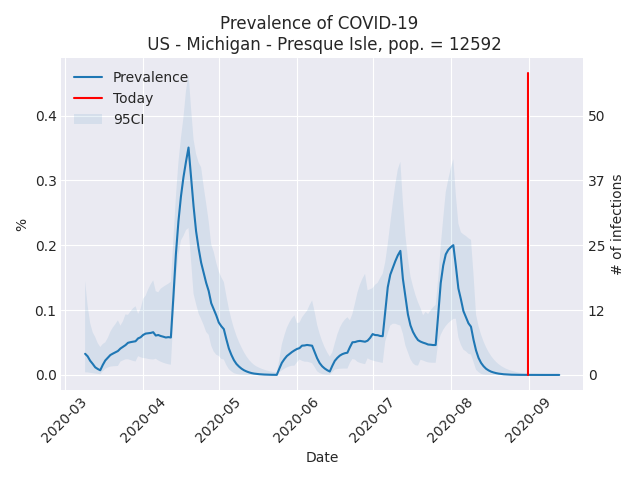 Prevalence of COVID-19
US - Michigan - Presque Isle, pop. = 12592
Prevalence
Today
95CI
0.4
0.3
0.2
0.1
0.0
%
50
37
25
12
0
# of infections
2020-03
2020-04
2020-05
2020-06
2020-07
2020-08
2020-09
Date